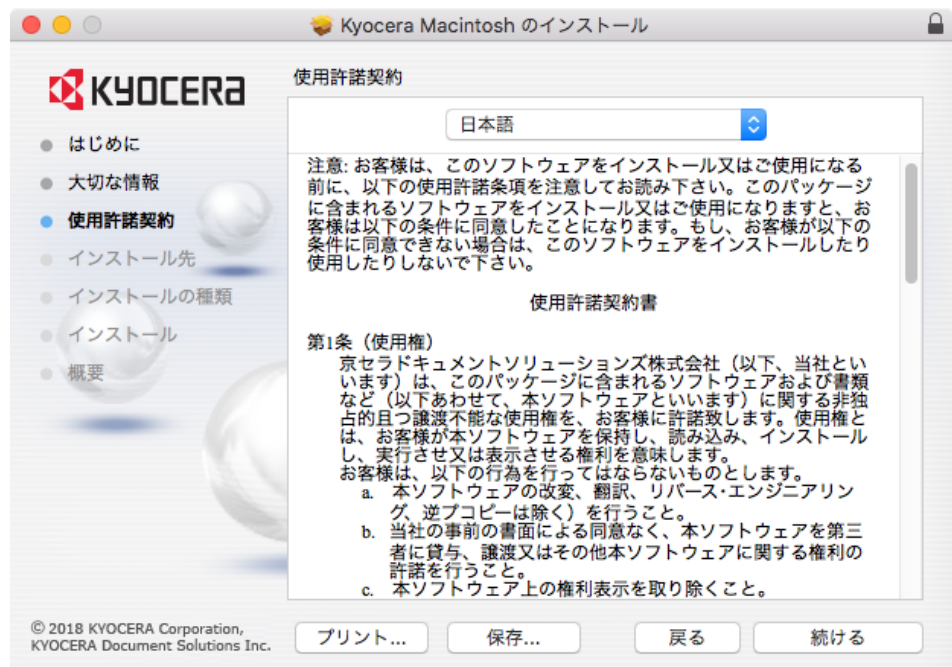 Kyocera Macintosh のインストール
KYOCERA
使用許諾契約
はじめに
大切な情報
使用許諾契約
インストール先
インストールの種類
インストール
概要
日本語
注意: お客様は、このソフトウェアをインストール又はご使用になる
前に、以下の使用許諾条項を注意してお読み下さい。このパッケージ
に含まれるソフトウェアをインストール又はご使用になりますと、お
客様は以下の条件に同意したことになります。もし、お客様が以下の
条件に同意できない場合は、このソフトウェアをインストールしたり
使用したりしないで下さい。
使用許諾契約書
第1条（使用権）
京セラドキュメントソリューションズ株式会社（以下、当社とい
います）は、このパッケージに含まれるソフトウェアおよび書類
など（以下あわせて、本ソフトウェアといいます）に関する非独
占的且つ譲渡不能な使用権を、お客様に許諾致します。使用権と
は、お客様が本ソフトウェアを保持し、読み込み、インストール
し、実行させ又は表示させる権利を意味します。
お客様は、以下の行為を行ってはならないものとします。
a. 本ソフトウェアの改変、翻訳、リバース・エンジニアリン
グ、逆プコピーは除く）を行うこと。
b. 当社の事前の書面による同意なく、本ソフトウェアを第三
者に貸与、譲渡又はその他本ソフトウェアに関する権利の
許諾を行うこと。
c. 本ソフトウェア上の権利表示を取り除くこと。
© 2018 KYOCERA Corporation,
KYOCERA Document Solutions Inc.
プリント...
保存...
戻る
続ける